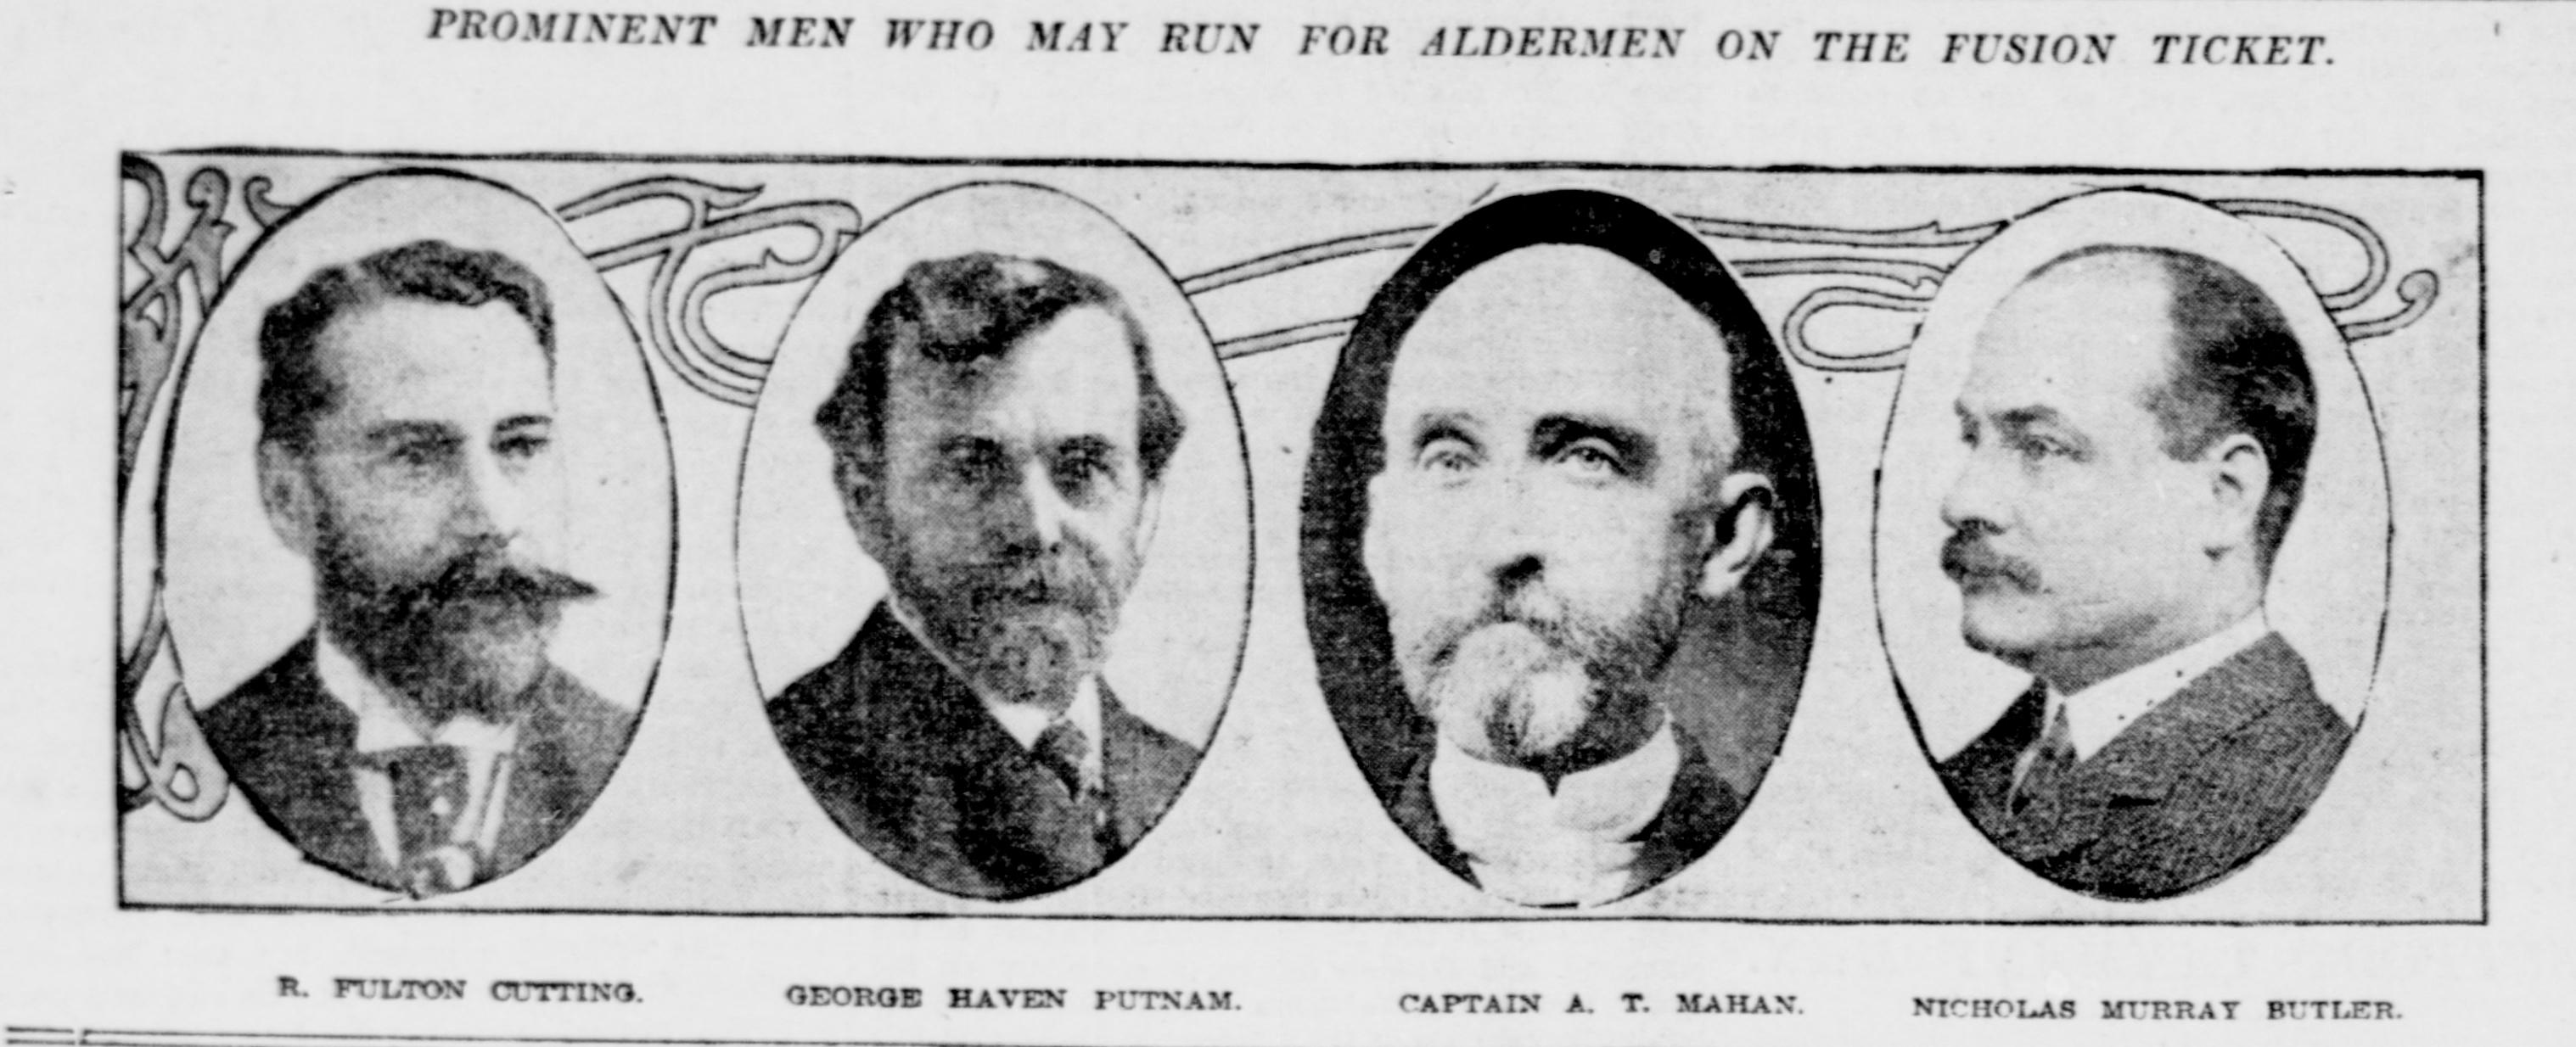 PROMINENT MEN WHO MAY RUN FOR ALDERMEN ON THE FUSION TICKET.
R. FULTON CUTTING.
GEORGE HAVEN PUTNAM.
CAPTAIN A. T. MAHAN.
NICHOLAS MURRAY BUTLER.